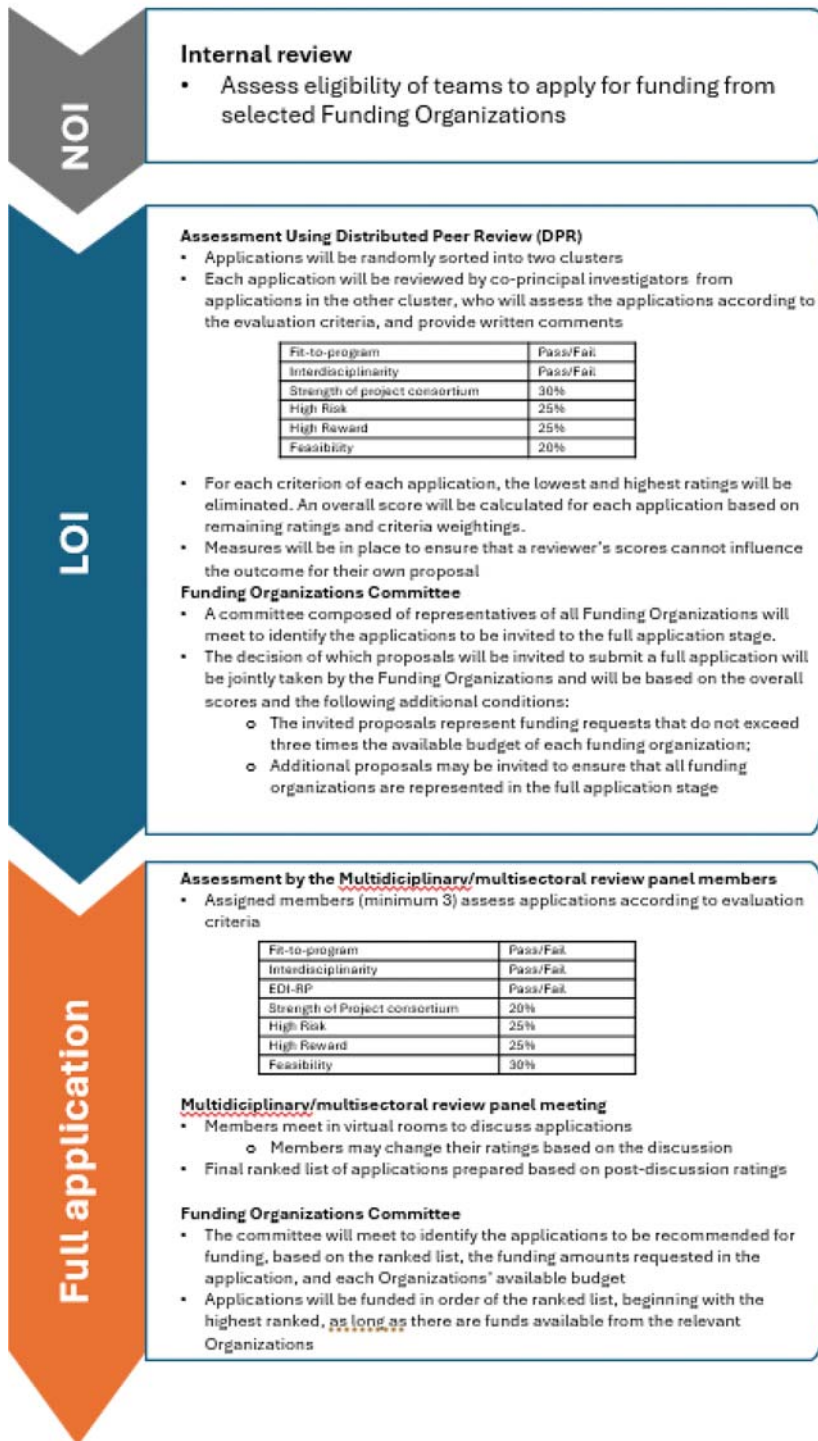 NOI
Internal review
• Assess eligibility of teams to apply for funding from
selected Funding Organizations
LOI
Assessment Using Distributed Peer Review (DPR)
• Applications will be randomly sorted into two clusters
• Each application will be reviewed by co-principal investigators from
applications in the other cluster, who will assess the applications according to
the evaluation criteria, and provide written comments
Fit-to-program Pass/Fail
Interdisciplinarity Pass/Fail
Strength of project consortium 30%
High Risk 25%
High Reward 25%
Feasibility 20%
• For each criterion of each application, the lowest and highest ratings will be
eliminated. An overall score will be calculated for each application based on
remaining ratings and criteria weightings.
• Measures will be in place to ensure that a reviewer's scores cannot influence
the outcome for their own proposal
Funding Organizations Committee
• A committee composed of representatives of all Funding Organizations will
meet to identify the applications to be invited to the full application stage.
• The decision of which proposals will be invited to submit a full application will
be jointly taken by the Funding Organizations and will be based on the overall
scores and the following additional conditions:
o The invited proposals represent funding requests that do not exceed
three times the available budget of each funding organization;
o Additional proposals may be invited to ensure that all funding
organizations are represented in the full application stage
Full application
Assessment by the Multidiciplinary/multisectoral review panel members
• Assigned members (minimum 3) assess applications according to evaluation
criteria
Fit-to-program Pass/Fail
Interdisciplinarity Pass/Fail
EDI-RP Pass/Fail
Strength of Project consortium 20%
High Risk 25%
High Reward 25%
Feasibility 30%
Multidiciplinary/multisectoral review panel meeting
• Members meet in virtual rooms to discuss applications
o Members may change their ratings based on the discussion
• Final ranked list of applications prepared based on post-discussion ratings
Funding Organizations Committee
• The committee will meet to identify the applications to be recommended for
funding, based on the ranked list, the funding amounts requested in the
application, and each Organizations' available budget
• Applications will be funded in order of the ranked list, beginning with the
highest ranked, as long as there are funds available from the relevant
Organizations